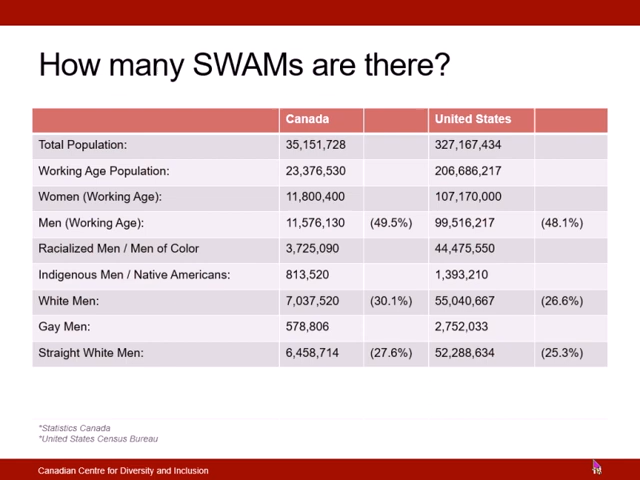 How many SWAMs are there?
Canada United States
Total Population: 35,151,728 327,167,434
Working Age Population: 23,376,530 206,686,217
Women (Working Age): 11,800,400 107,170,000
Men (Working Age): 11,576,130 (49.5%) 99,516,217 (48.1%)
Racialized Men / Men of Color 3,725,090 44,475,550
Indigenous Men / Native Americans: 813,520 1,393,210
White Men: 7,037,520 (30.1%) 55,040,667 (26.6%)
Gay Men: 578,806 2,752,033
Straight White Men: 6,458,714 (27.6%) 52,288,634 (25.3%)
*Statistics Canada
*United States Census Bureau
Canadian Centre for Diversity and Inclusion